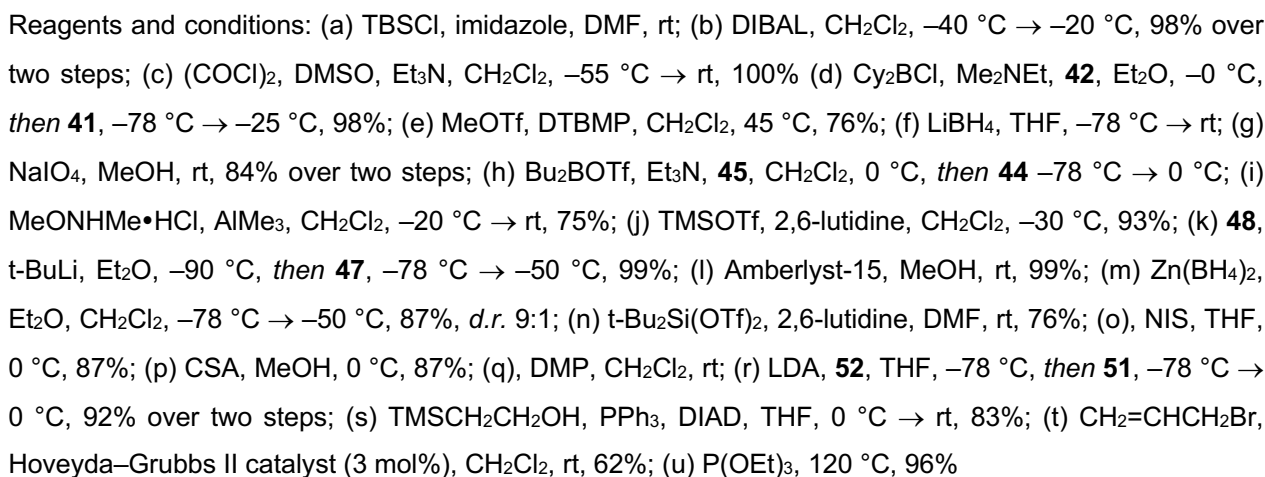 Reagents and conditions: (a) TBSCl, imidazole, DMF, rt; (b) DIBAL, CH₂Cl₂, –40 °C → –20 °C, 98% over
two steps; (c) (COCl)₂, DMSO, Et₃N, CH₂Cl₂, –55 °C → rt, 100% (d) Cy₂BCl, Me₂NEt, 42, Et₂O, –0 °C,
then 41, –78 °C → –25 °C, 98%; (e) MeOTf, DTBMP, CH₂Cl₂, 45 °C, 76%; (f) LiBH₄, THF, –78 °C → rt; (g)
NaIO₄, MeOH, rt, 84% over two steps; (h) Bu₂BOTf, Et₃N, 45, CH₂Cl₂, 0 °C, then 44 –78 °C → 0 °C; (i)
MeONHMe•HCl, AlMe₃, CH₂Cl₂, –20 °C → rt, 75%; (j) TMSOTf, 2,6-lutidine, CH₂Cl₂, –30 °C, 93%; (k) 48,
t-BuLi, Et₂O, –90 °C, then 47, –78 °C → –50 °C, 99%; (l) Amberlyst-15, MeOH, rt, 99%; (m) Zn(BH₄)₂,
Et₂O, CH₂Cl₂, –78 °C → –50 °C, 87%, d.r. 9:1; (n) t-Bu₂Si(OTf)₂, 2,6-lutidine, DMF, rt, 76%; (o), NIS, THF,
0 °C, 87%; (p) CSA, MeOH, 0 °C, 87%; (q), DMP, CH₂Cl₂, rt; (r) LDA, 52, THF, –78 °C, then 51, –78 °C →
0 °C, 92% over two steps; (s) TMSCH₂CH₂OH, PPh₃, DIAD, THF, 0 °C → rt, 83%; (t) CH₂=CHCH₂Br,
Hoveyda–Grubbs II catalyst (3 mol%), CH₂Cl₂, rt, 62%; (u) P(OEt)₃, 120 °C, 96%